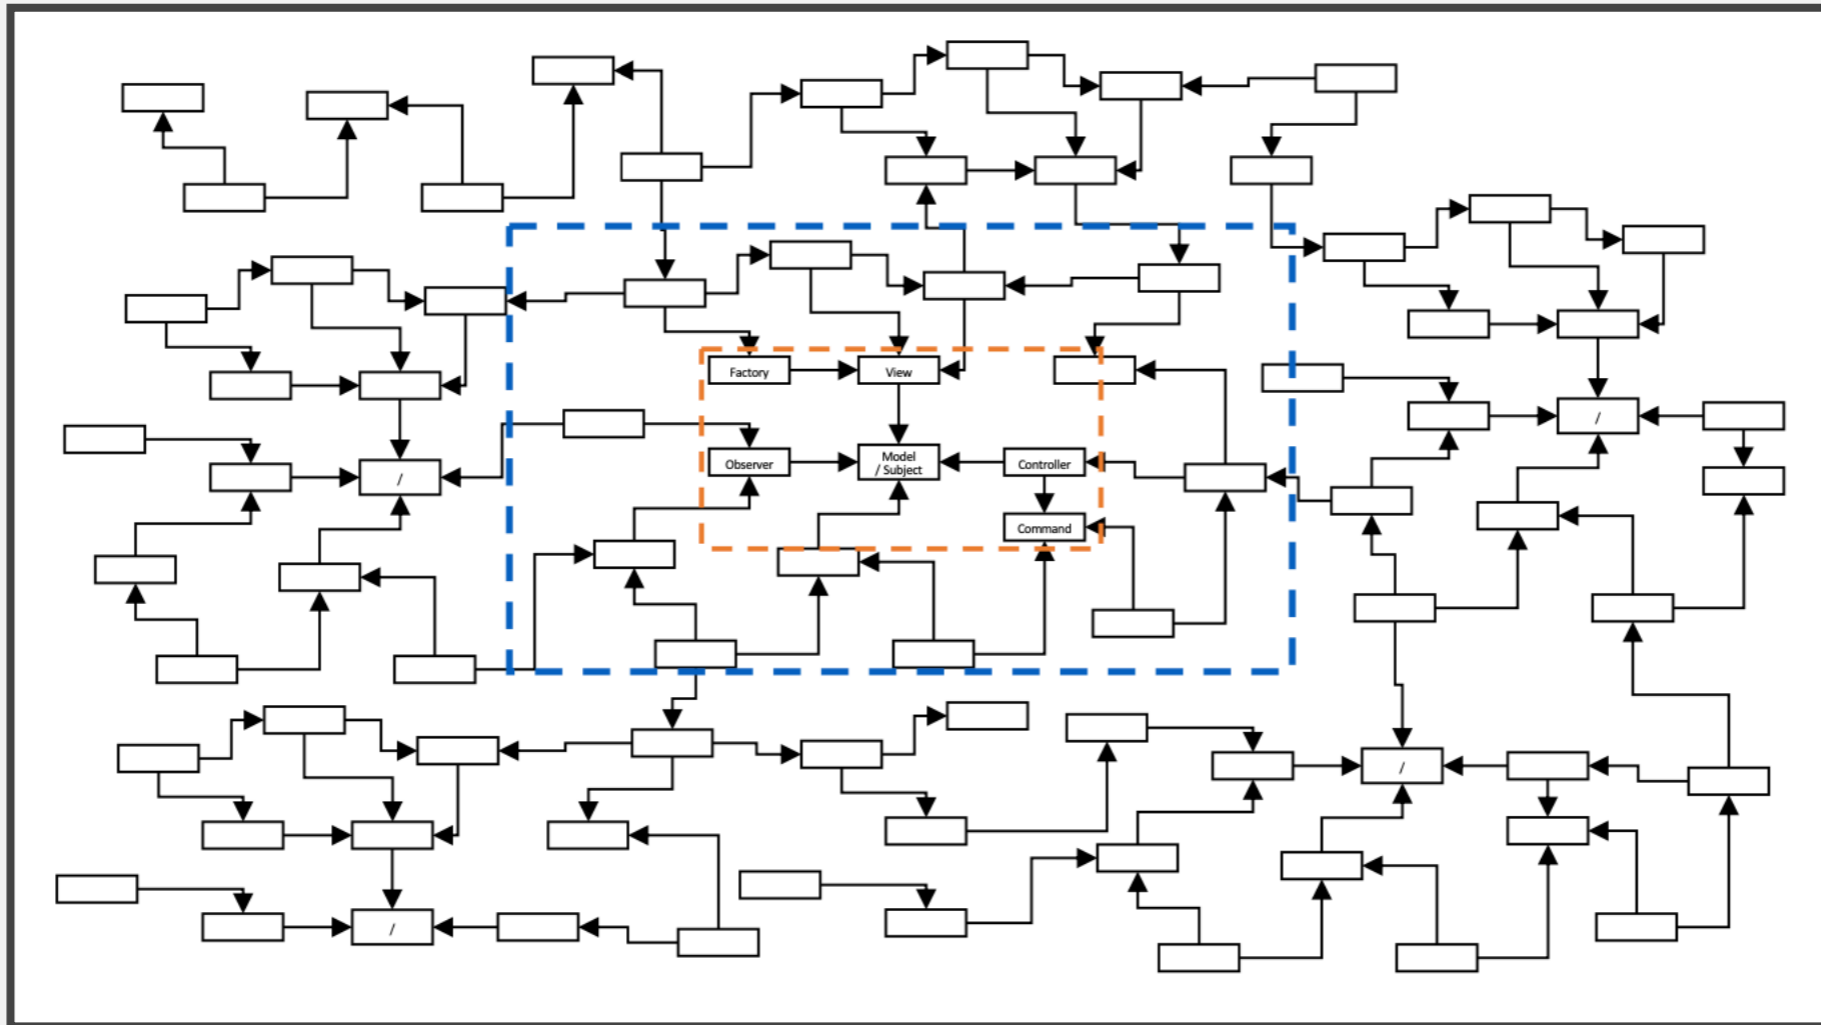 Factory
View
Observer
Model
/ Subject
Controller
/
/
Command
/
/